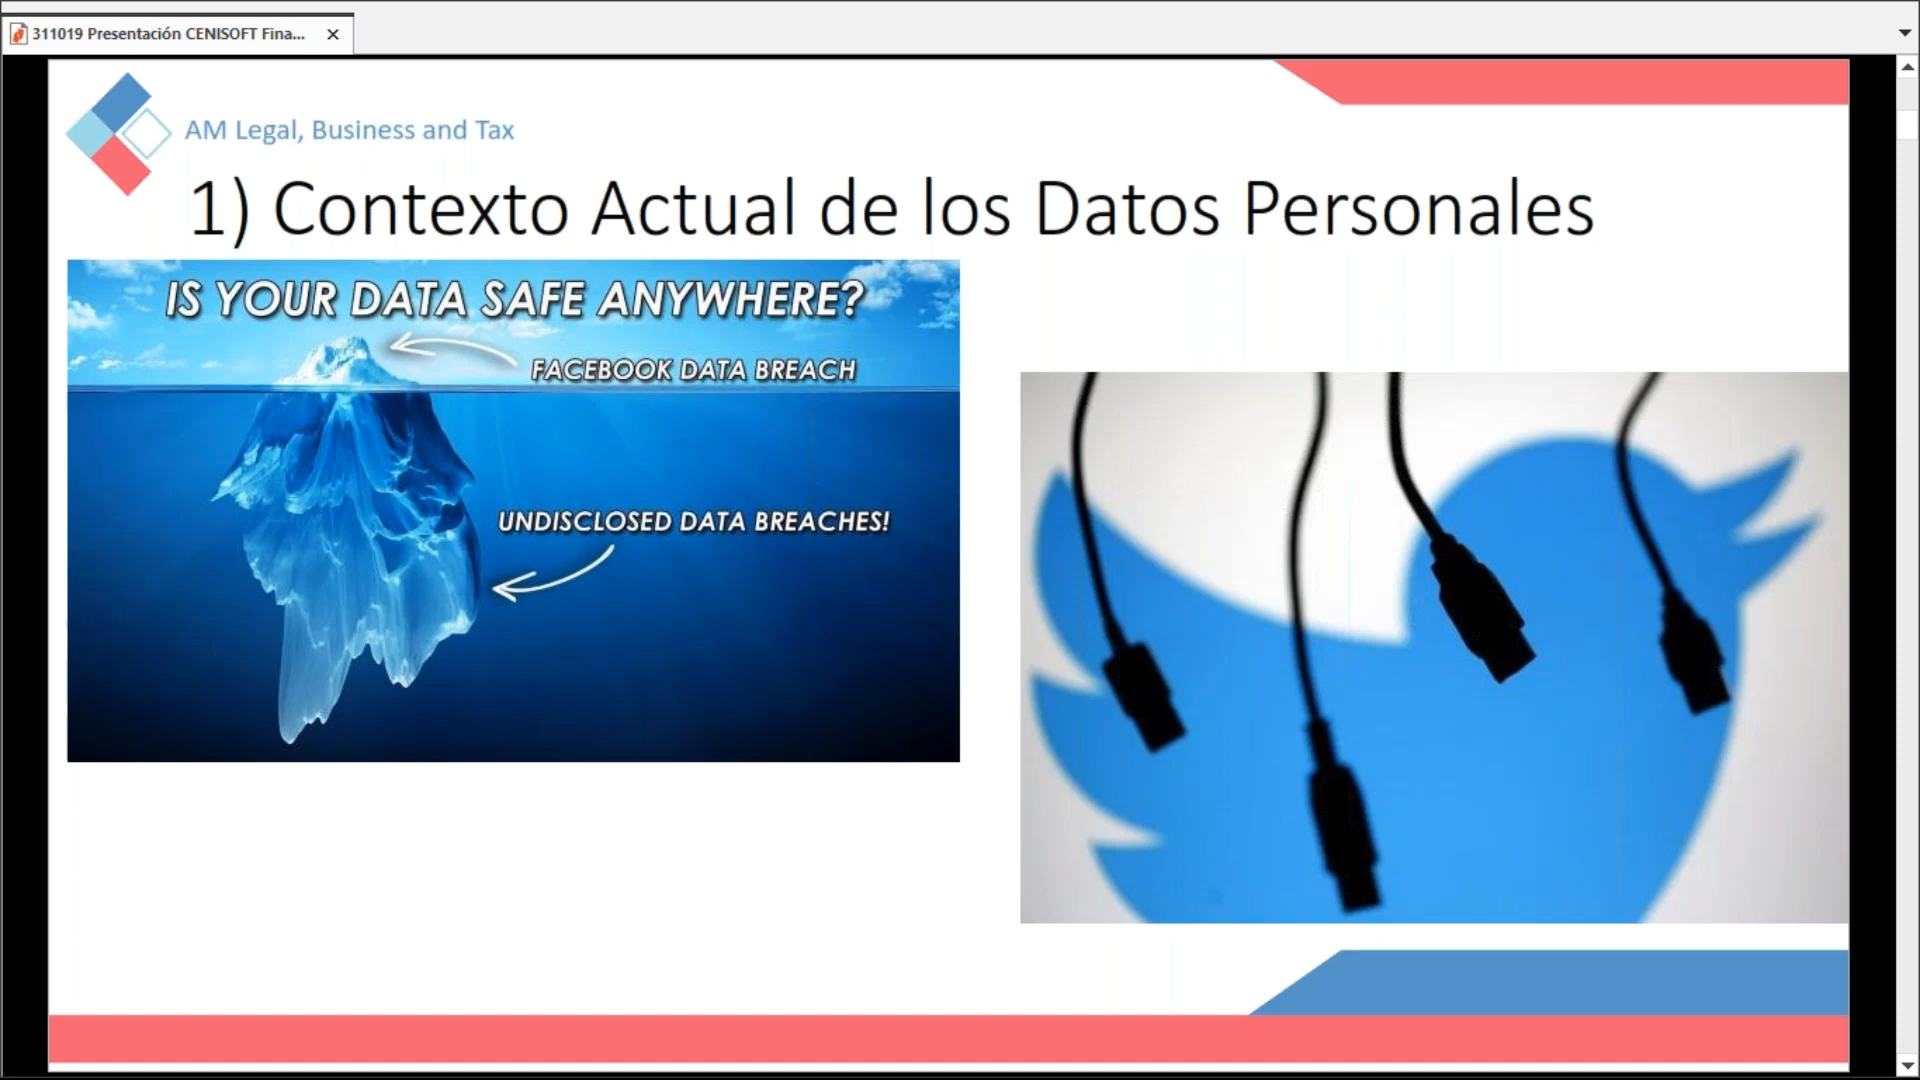 311019 Presentación CENISOFT Fina...
AM Legal, Business and Tax
1) Contexto Actual de los Datos Personales
IS YOUR DATA SAFE ANYWHERE?
FACEBOOK DATA BREACH
UNDISCLOSED DATA BREACHES!